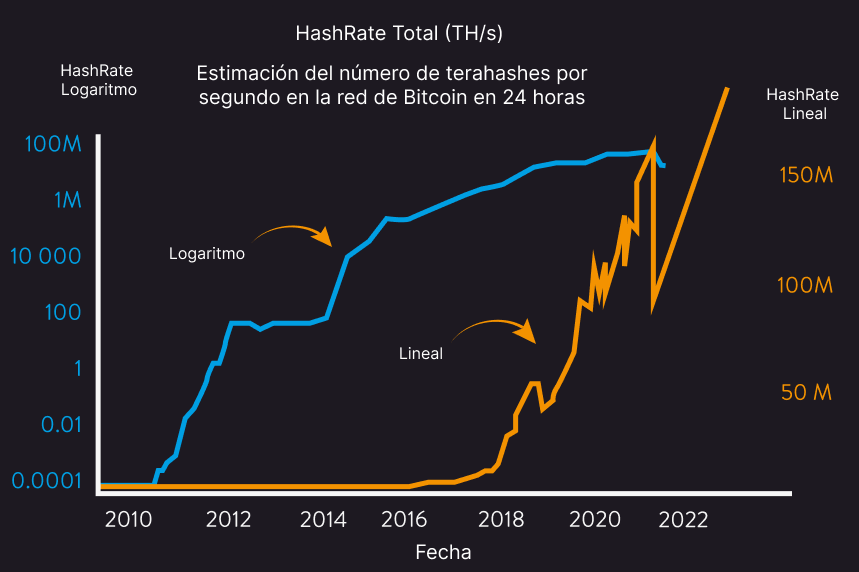 HashRate Total (TH/s)
Estimación del número de terahashes por
segundo en la red de Bitcoin en 24 horas
HashRate
Logaritmo
HashRate
Lineal
100M
1M
10 000
100
1
0.01
0.0001
150M
100M
50 M
Logaritmo
Lineal
2010 2012 2014 2016 2018 2020 2022
Fecha